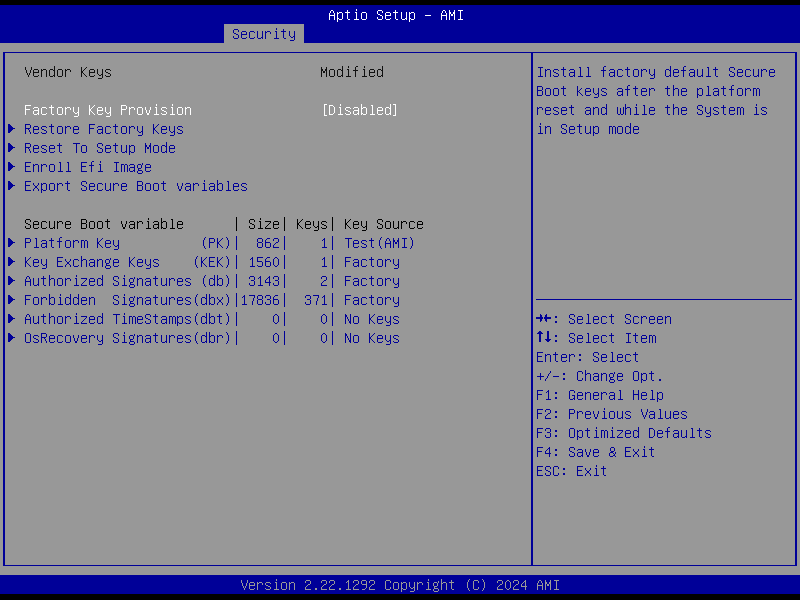 Aptio Setup - AMI
Security
Vendor Keys Modified
Factory Key Provision [Disabled]
Restore Factory Keys
Reset To Setup Mode
Enroll Efi Image
Export Secure Boot variables
Secure Boot variable | Size| Keys| Key Source
Platform Key (PK)| 862| 1| Test(AMI)
Key Exchange Keys (KEK)| 1560| 1| Factory
Authorized Signatures (db)| 3143| 2| Factory
Forbidden Signatures(dbx)|17836| 371| Factory
Authorized TimeStamps(dbt)| 0| 0| No Keys
OsRecovery Signatures(dbr)| 0| 0| No Keys
Install factory default Secure
Boot keys after the platform
reset and while the System is
in Setup mode
→←: Select Screen
↑↓: Select Item
Enter: Select
+/-: Change Opt.
F1: General Help
F2: Previous Values
F3: Optimized Defaults
F4: Save & Exit
ESC: Exit
Version 2.22.1292 Copyright (C) 2024 AMI